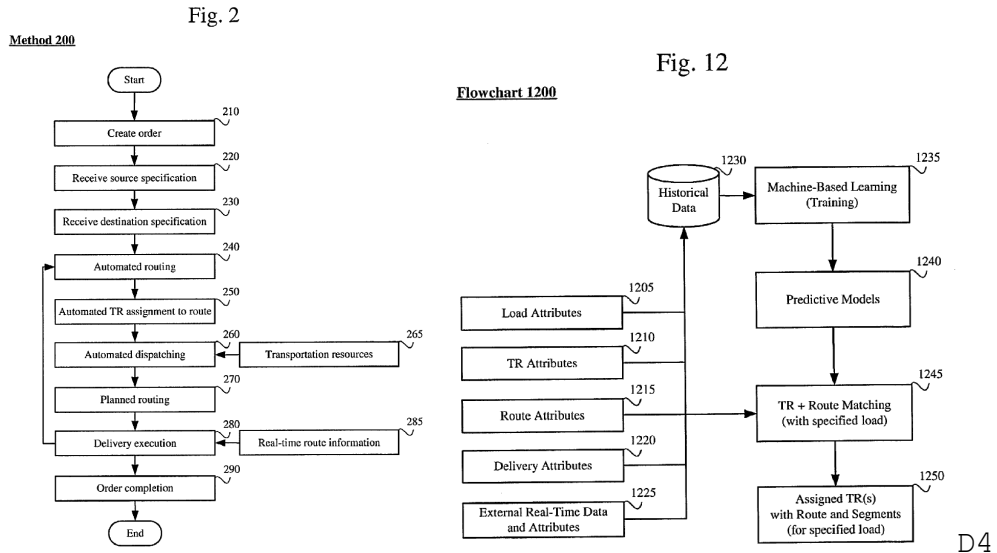 Fig. 2
Method 200
Start
210
Create order
220
Receive source specification
230
Receive destination specification
240
Automated routing
250
Automated TR assignment to route
260
Automated dispatching
265
Transportation resources
270
Planned routing
280
Delivery execution
285
Real-time route information
290
Order completion
End
Fig. 12
Flowchart 1200
1230
Historical
Data
1235
Machine-Based Learning
(Training)
1240
Predictive Models
1205
Load Attributes
1210
TR Attributes
1215
Route Attributes
1220
Delivery Attributes
1225
External Real-Time Data
and Attributes
1245
TR + Route Matching
(with specified load)
1250
Assigned TR(s)
with Route and Segments
(for specified load)
D4